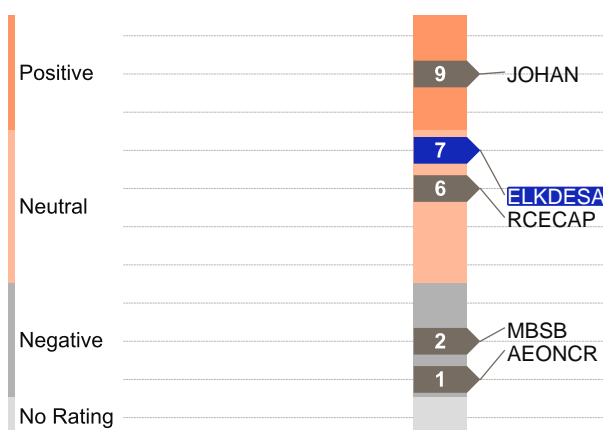 Positive
9
JOHAN
7
ELKDESA
Neutral
6
RCECAP
Negative
2
MBSB
1
AEONCR
No Rating